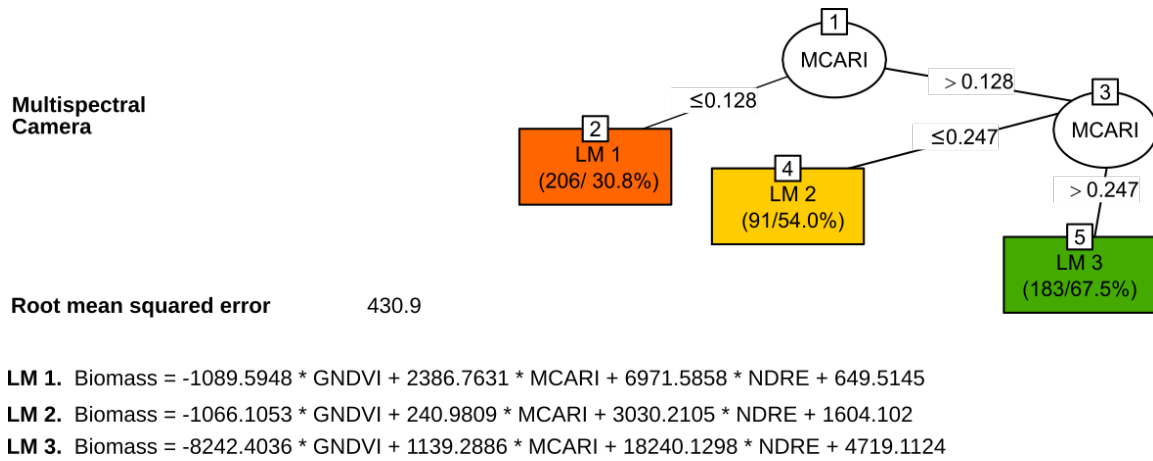 1
MCARI
≤0.128
> 0.128
Multispectral
Camera
3
MCARI
2
LM 1
(206/ 30.8%)
≤0.247
4
LM 2
(91/54.0%)
> 0.247
5
LM 3
(183/67.5%)
Root mean squared error 430.9
LM 1. Biomass = -1089.5948 * GNDVI + 2386.7631 * MCARI + 6971.5858 * NDRE + 649.5145
LM 2. Biomass = -1066.1053 * GNDVI + 240.9809 * MCARI + 3030.2105 * NDRE + 1604.102
LM 3. Biomass = -8242.4036 * GNDVI + 1139.2886 * MCARI + 18240.1298 * NDRE + 4719.1124